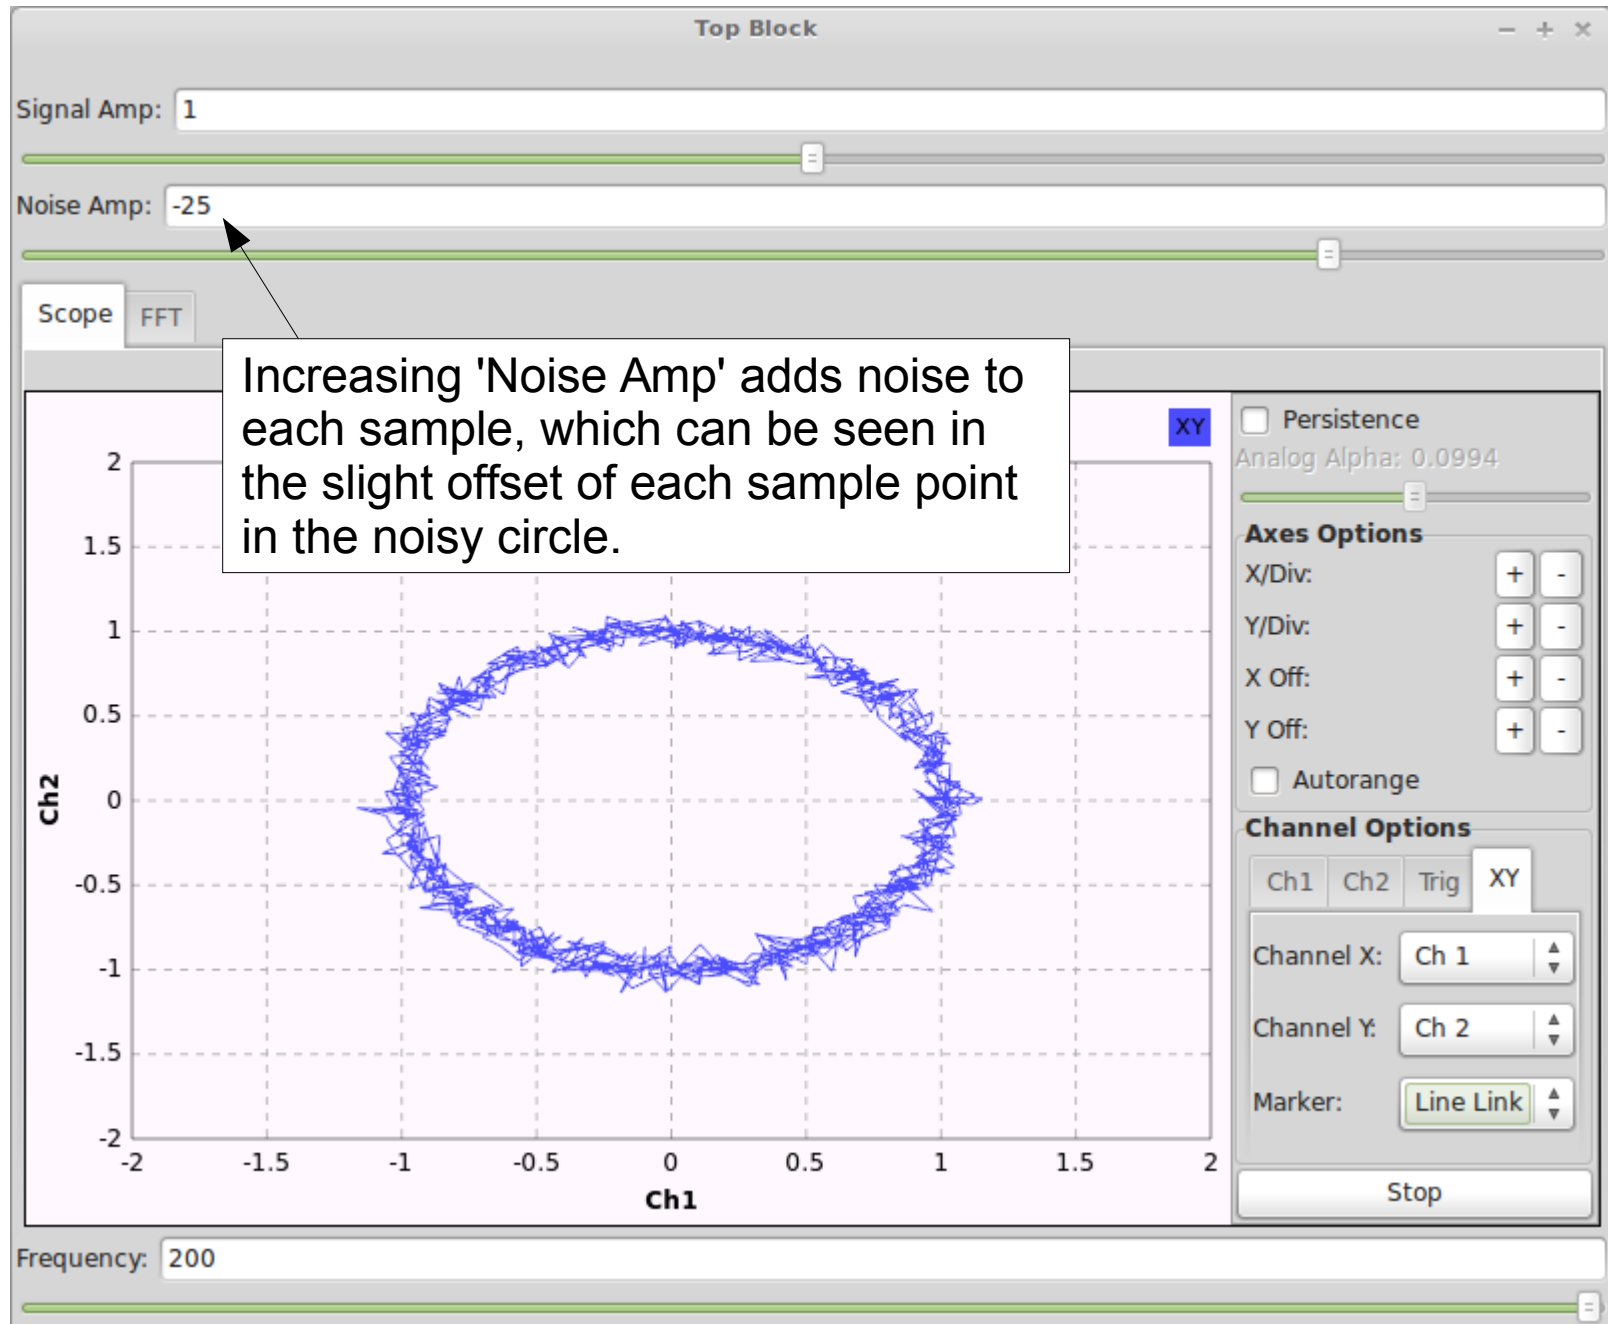 Top Block
Signal Amp: 1
Noise Amp: -25
Scope FFT
Increasing 'Noise Amp' adds noise to
each sample, which can be seen in
the slight offset of each sample point
in the noisy circle.
XY
2
1.5
1
0.5
0
-0.5
-1
-1.5
-2
Ch2
-2 -1.5 -1 -0.5 0 0.5 1 1.5 2
Ch1
Persistence
Analog Alpha: 0.0994
Axes Options
X/Div: + -
Y/Div: + -
X Off: + -
Y Off: + -
Autorange
Channel Options
Ch1 Ch2 Trig XY
Channel X: Ch 1
Channel Y: Ch 2
Marker: Line Link
Stop
Frequency: 200